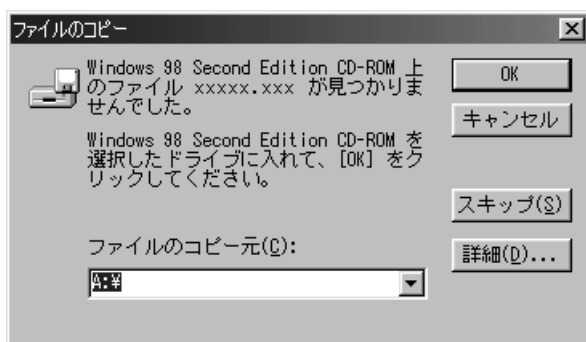 ファイルのコピー
Windows 98 Second Edition CD-ROM 上
のファイル xxxxx.xxx が見つかりま
せんでした。
Windows 98 Second Edition CD-ROM を
選択したドライブに入れて、[OK] をク
リックしてください。
ファイルのコピー元(C):
A:¥
OK
キャンセル
スキップ(S)
詳細(D)...